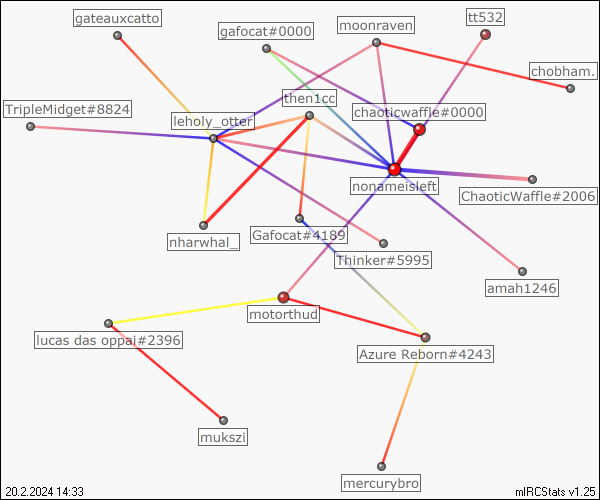 gateauxcatto
gafocat#0000
moonraven
tt532
chobham.
TripleMidget#8824
then1cc
chaoticwaffle#0000
leholy_otter
nonameisleft
ChaoticWaffle#2006
nharwhal_
Gafocat#4189
Thinker#5995
amah1246
motorthud
lucas das oppai#2396
Azure Reborn#4243
mukszi
mercurybro
20.2.2024 14:33
mIRCStats v1.25